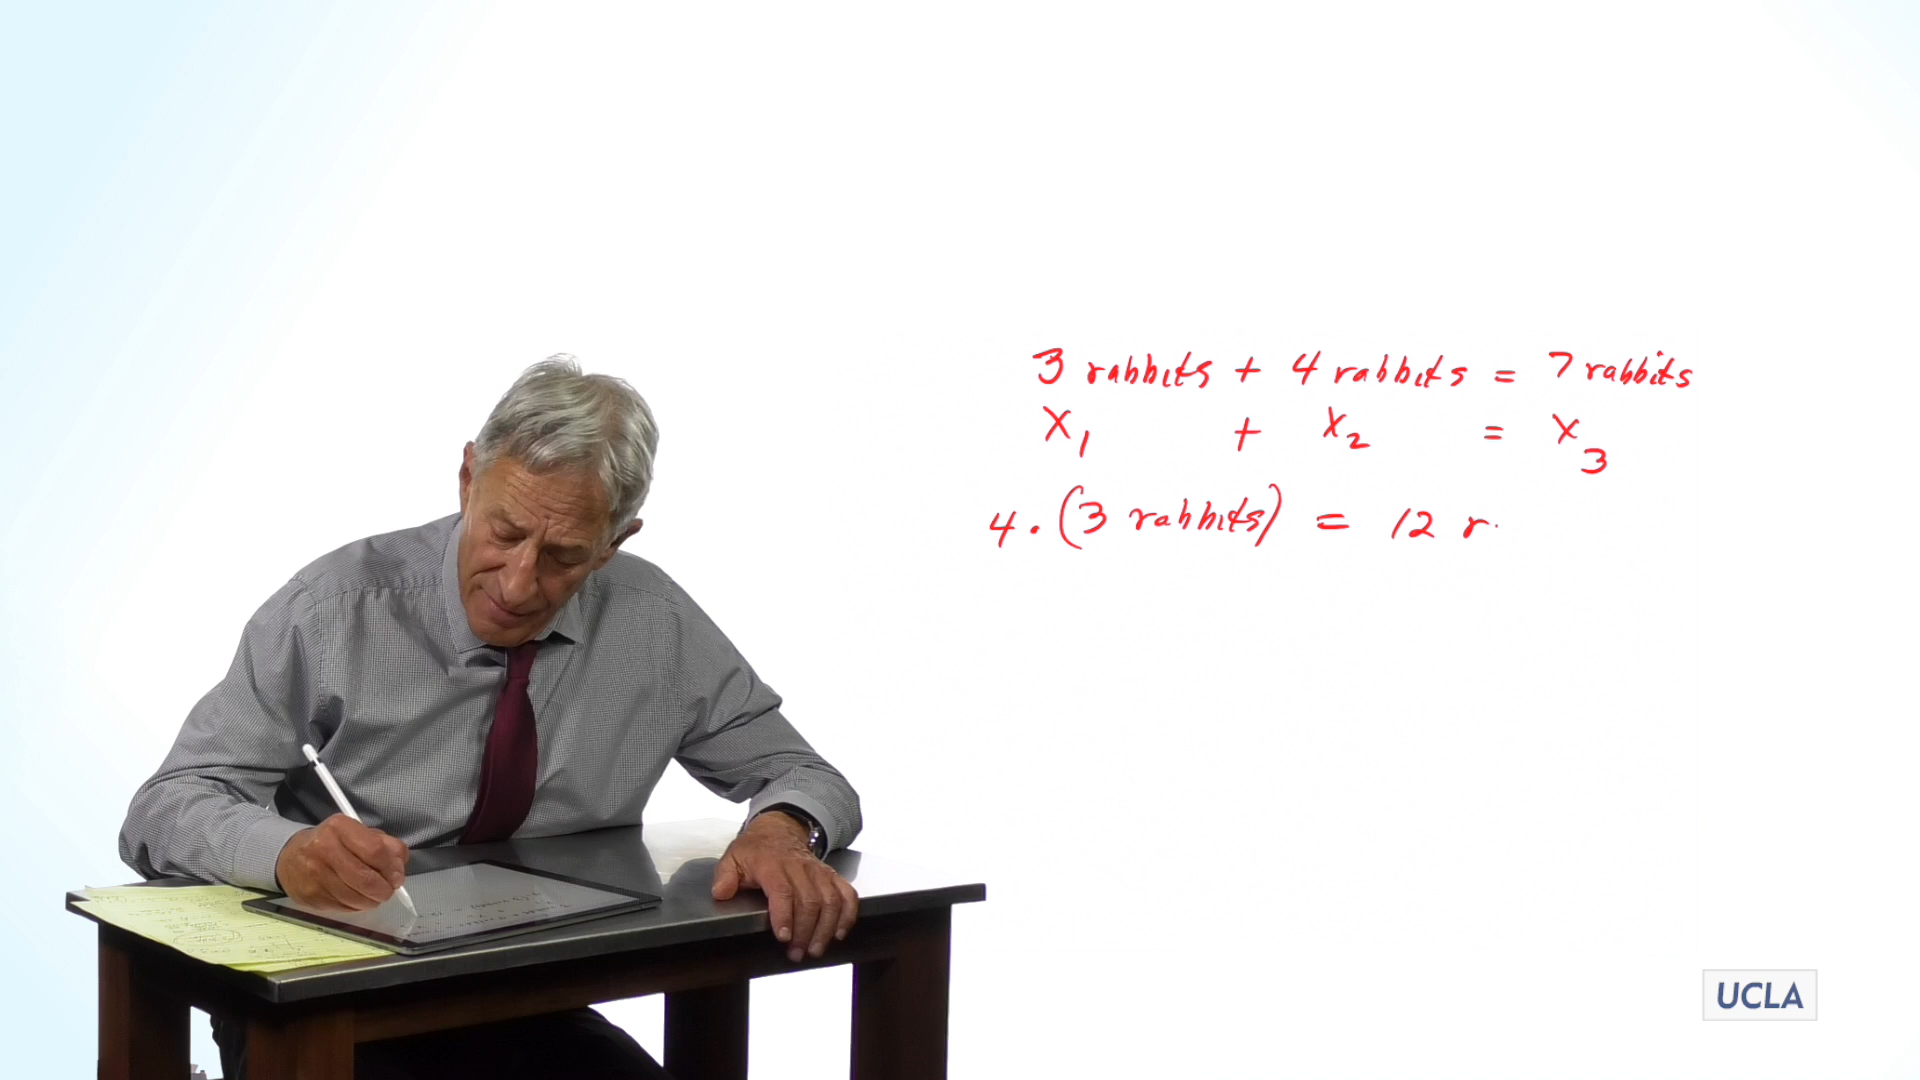 3 rabbits + 4 rabbits = 7 rabbits
X₁ + X₂ = X₃
4 · (3 rabbits) = 12 r
UCLA